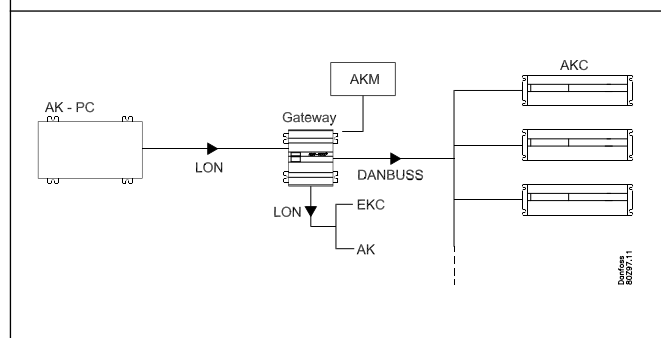 AKM
AKC
AK - PC
Gateway
LON
DANBUSS
LON
EKC
AK
Danfoss
80Z97.11